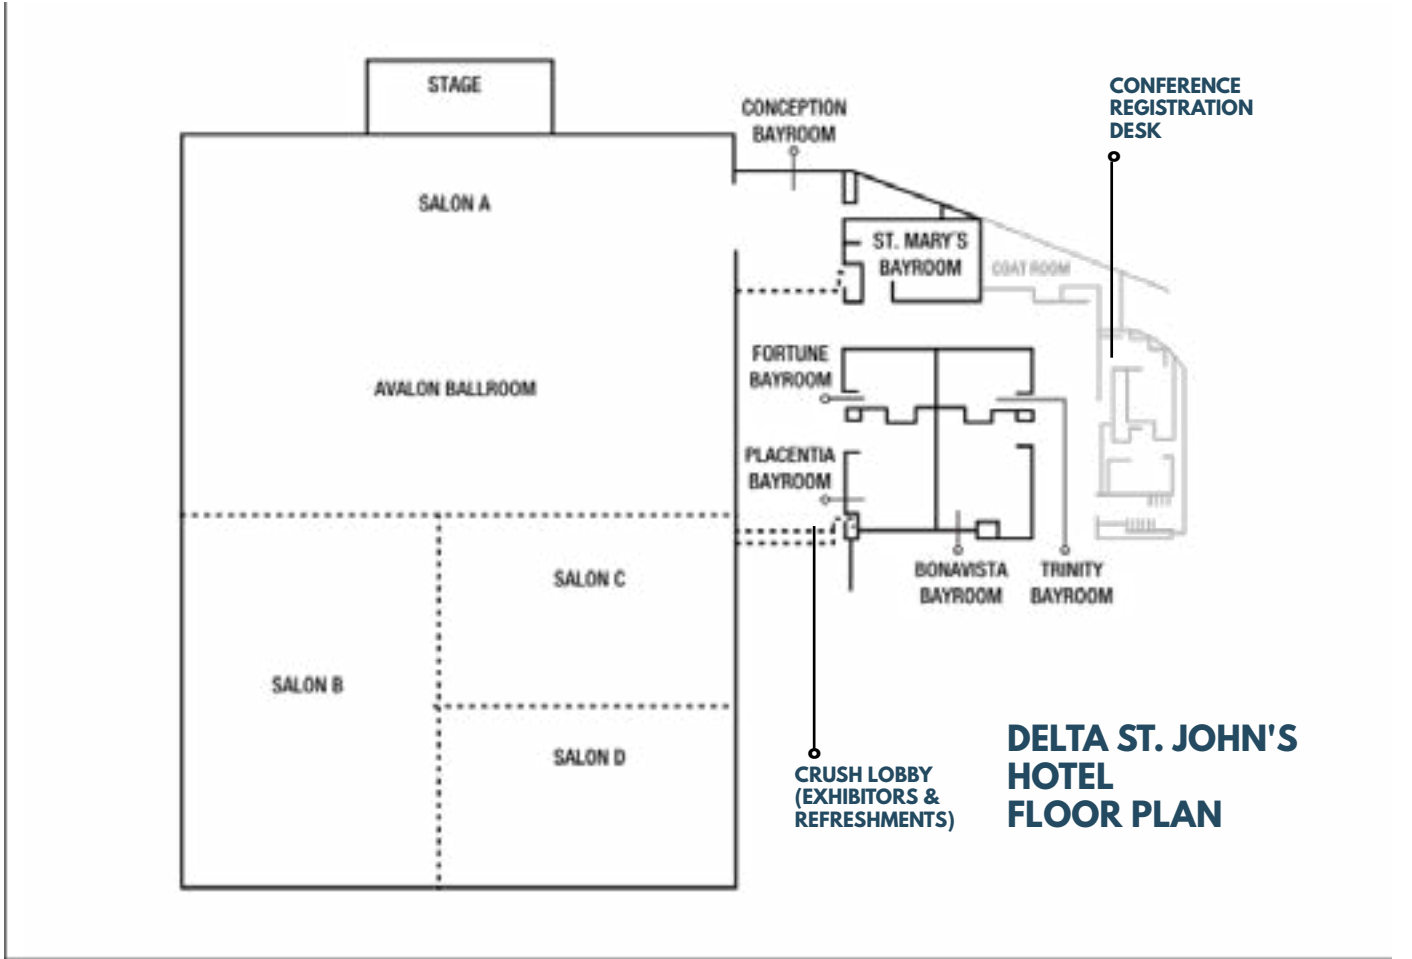 STAGE
CONCEPTION
BAYROOM
CONFERENCE
REGISTRATION
DESK
SALON A
ST. MARY'S
BAYROOM
COAT ROOM
FORTUNE
BAYROOM
AVALON BALLROOM
PLACENTIA
BAYROOM
SALON C
BONAVISTA
BAYROOM
TRINITY
BAYROOM
SALON B
SALON D
CRUSH LOBBY
(EXHIBITORS &
REFRESHMENTS)
DELTA ST. JOHN'S
HOTEL
FLOOR PLAN